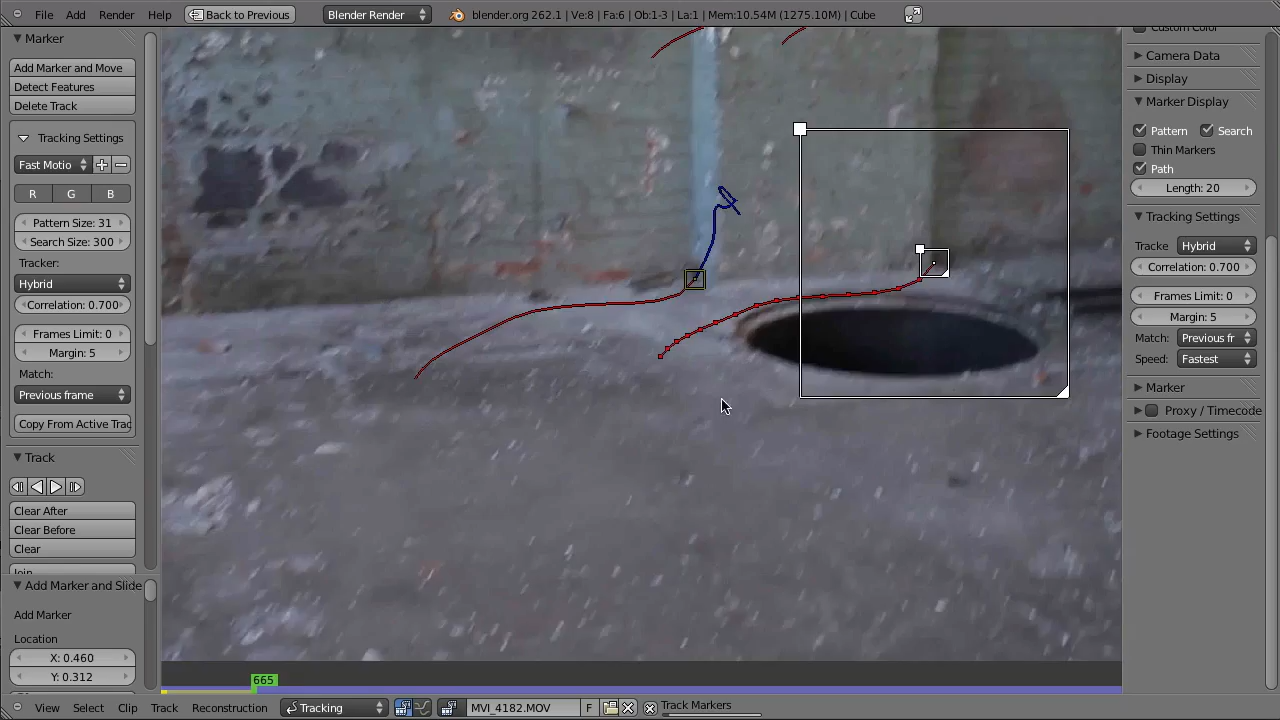 File Add Render Help Back to Previous Blender Render blender.org 262.1 | Ve:8 | Fa:6 | Ob:1-3 | La:1 | Mem:10.54M (1275.10M) | Cube
Marker
Add Marker and Move
Detect Features
Delete Track
Tracking Settings
Fast Motio
R G B
Pattern Size: 31
Search Size: 300
Tracker:
Hybrid
Correlation: 0.700
Frames Limit: 0
Margin: 5
Match:
Previous frame
Copy From Active Trac
Track
Clear After
Clear Before
Clear
Join
Add Marker and Slide
Add Marker
Location
X: 0.460
Y: 0.312
665
Custom Color
Camera Data
Display
Marker Display
Pattern Search
Thin Markers
Path
Length: 20
Tracking Settings
Tracke Hybrid
Correlation: 0.700
Frames Limit: 0
Margin: 5
Match: Previous fr
Speed: Fastest
Marker
Proxy / Timecode
Footage Settings
View Select Clip Track Reconstruction Tracking MVI_4182.MOV F Track Markers